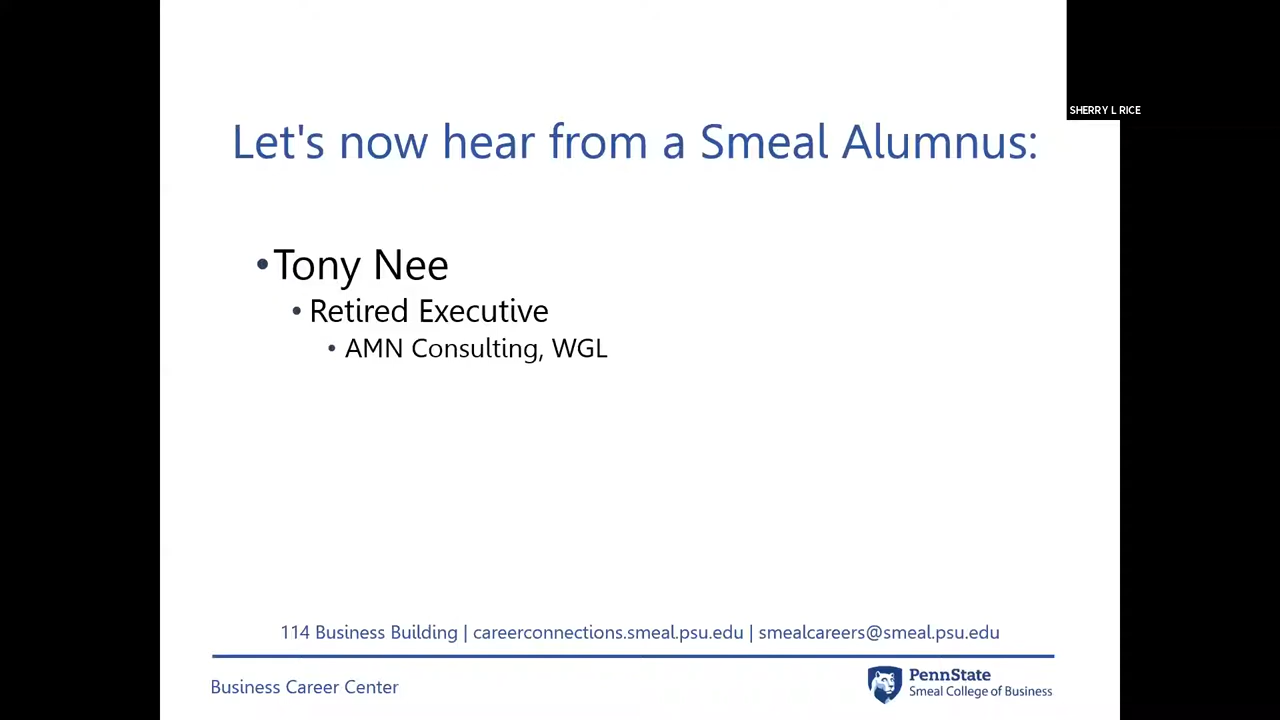 SHERRY L RICE
Let's now hear from a Smeal Alumnus:
•Tony Nee
• Retired Executive
• AMN Consulting, WGL
114 Business Building | careerconnections.smeal.psu.edu | smealcareers@smeal.psu.edu
Business Career Center
PennState
Smeal College of Business